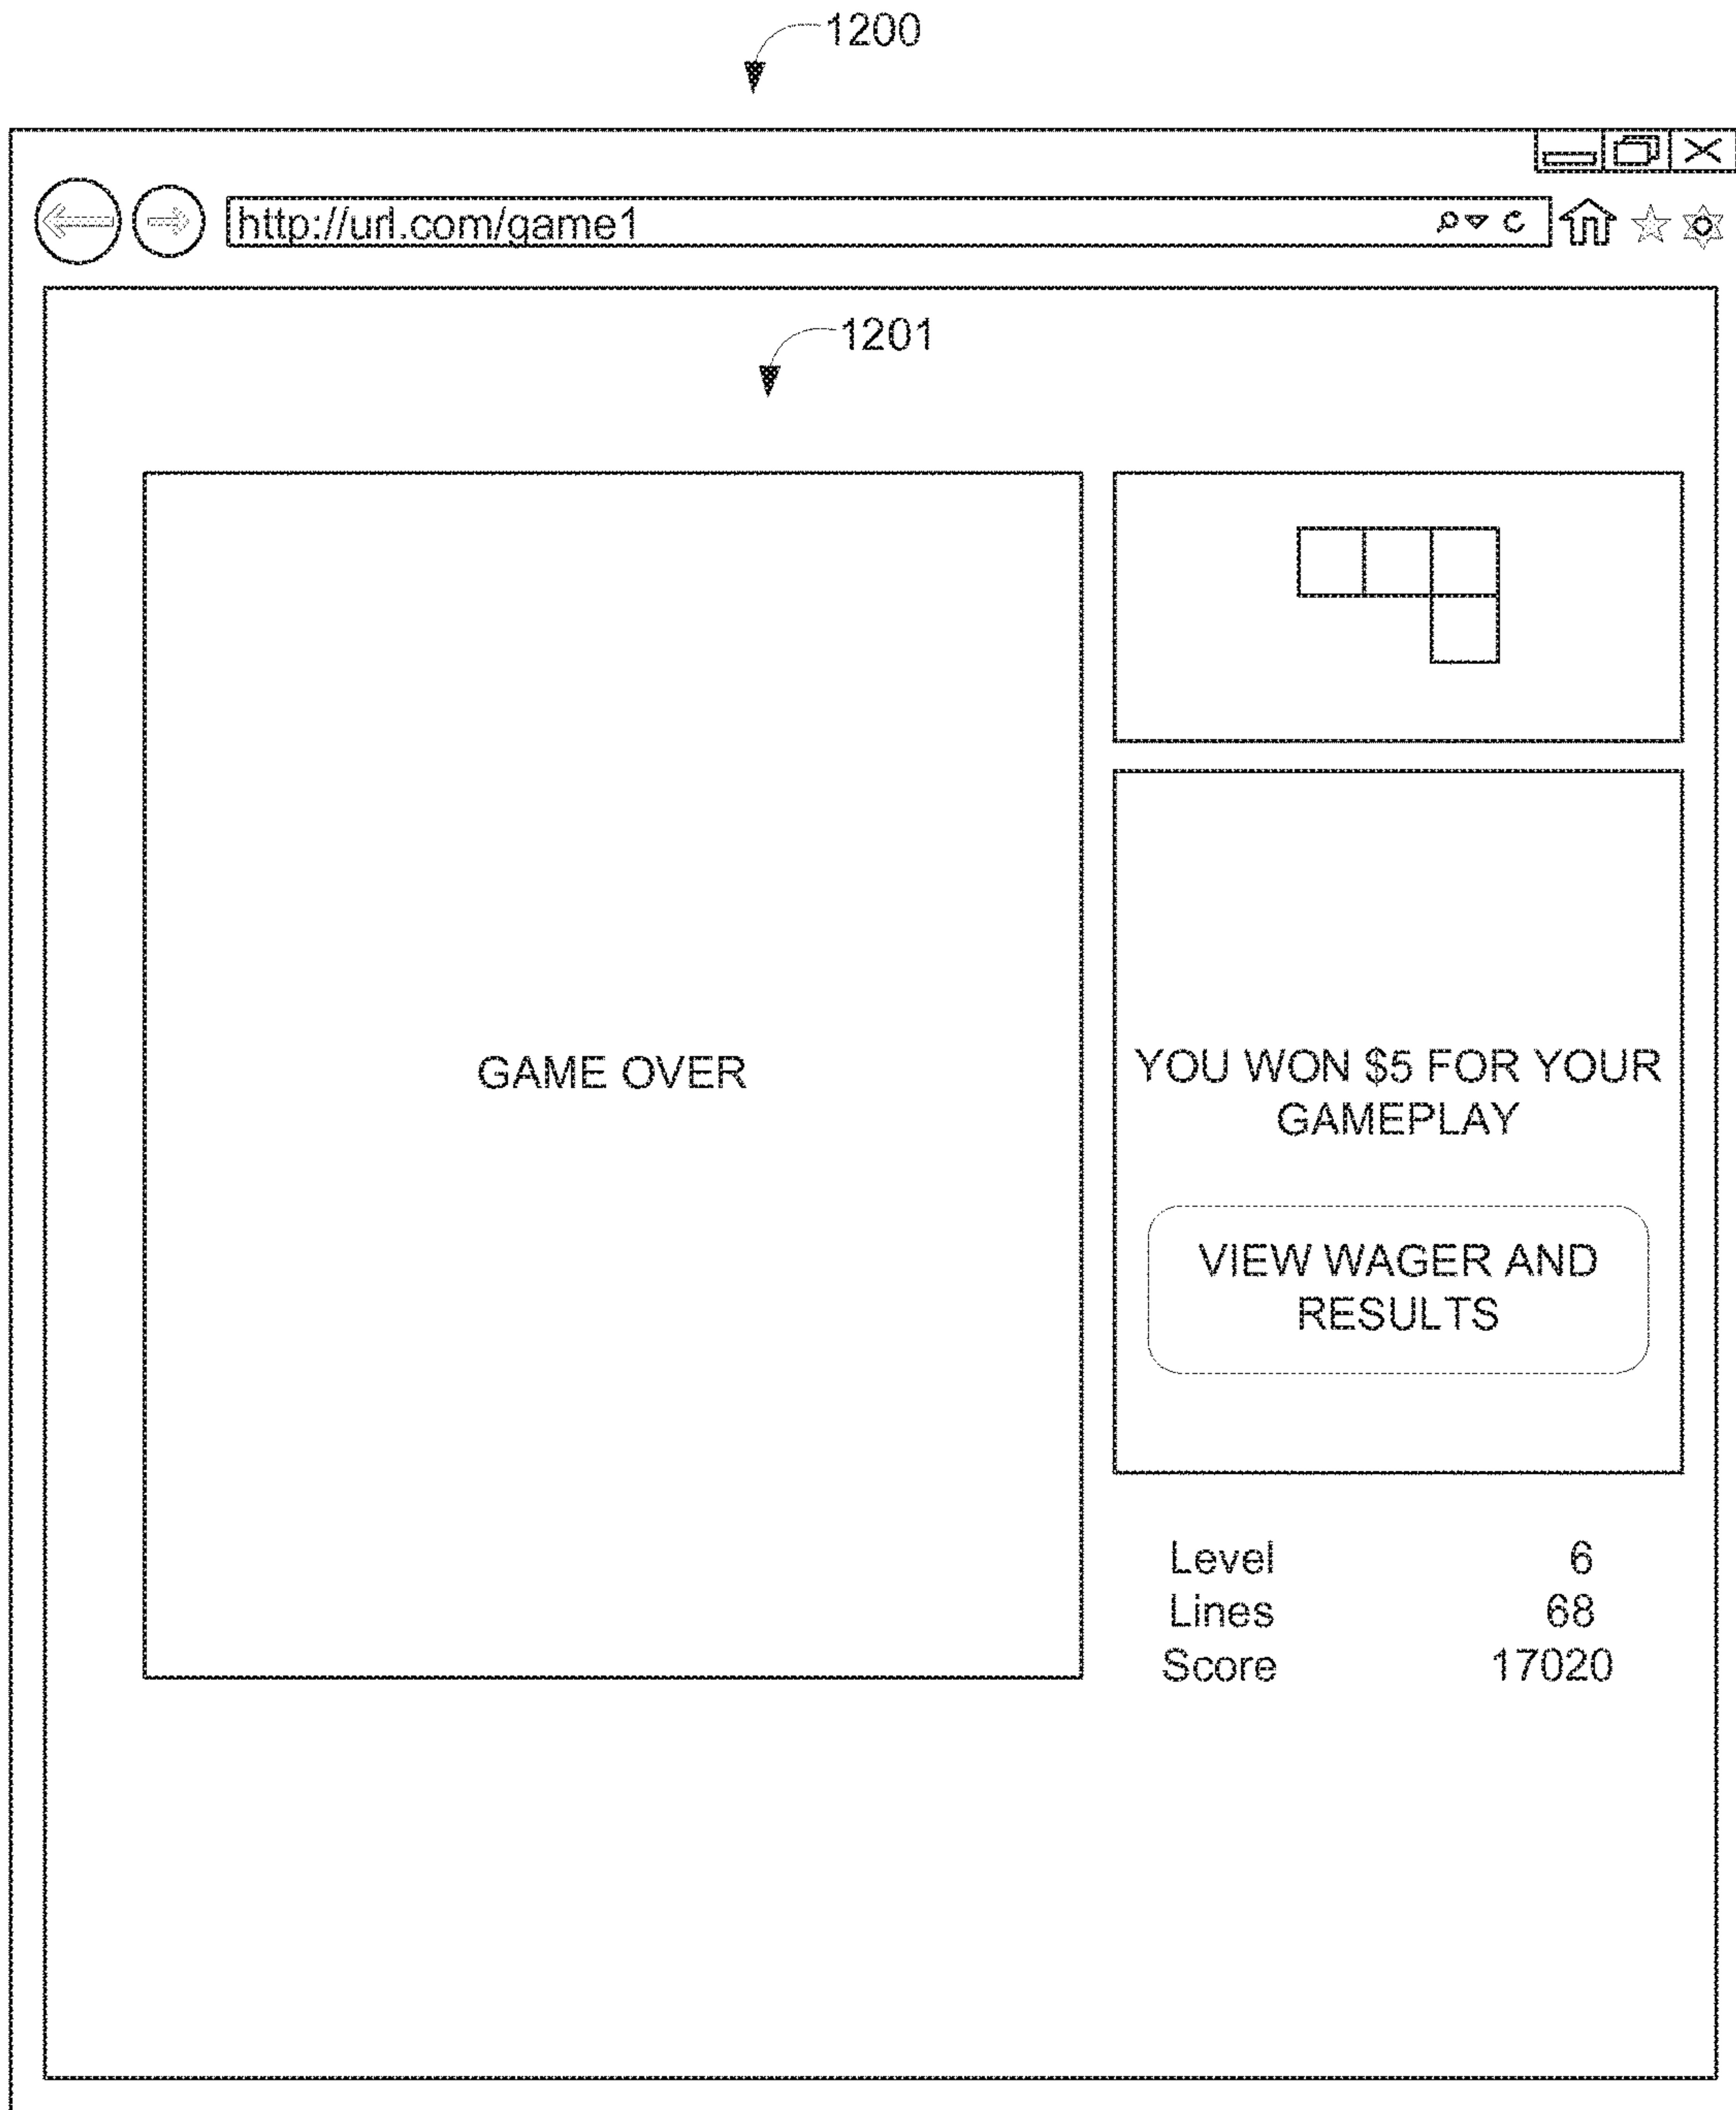 1200
http://url.com/game1
1201
GAME OVER
YOU WON $5 FOR YOUR
GAMEPLAY
VIEW WAGER AND
RESULTS
Level 6
Lines 68
Score 17020